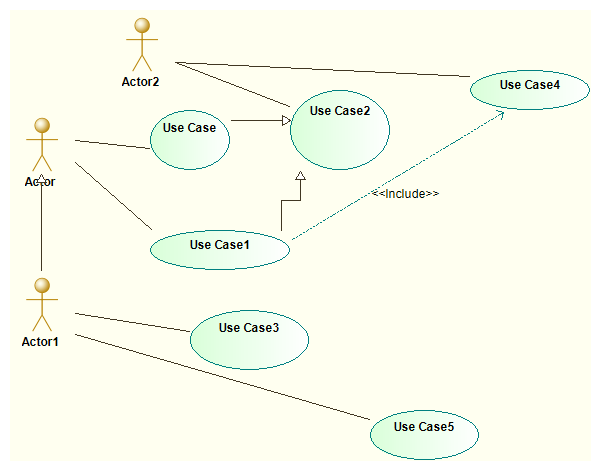 Actor2
Use Case4
Use Case2
Use Case
Actor
<<Include>>
Use Case1
Use Case3
Actor1
Use Case5